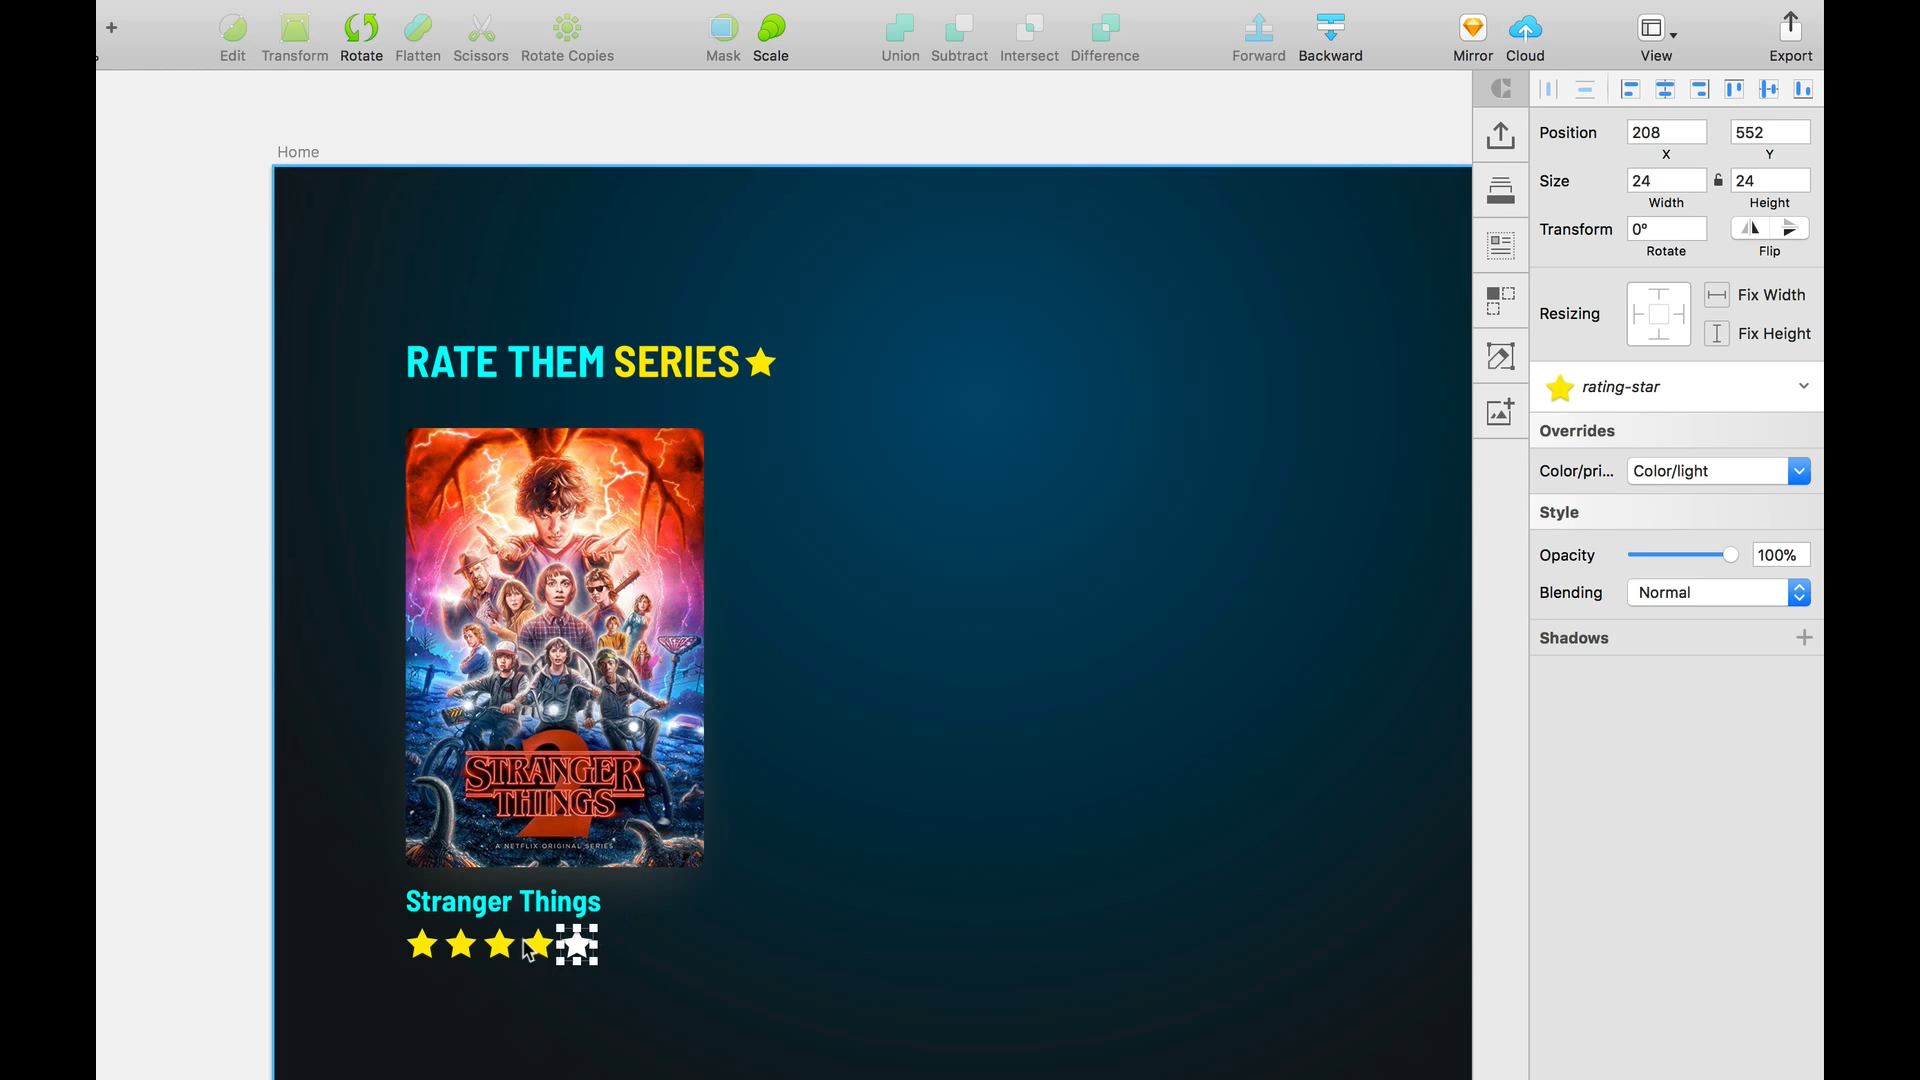 Edit Transform Rotate Flatten Scissors Rotate Copies Mask Scale Union Subtract Intersect Difference Forward Backward Mirror Cloud View Export
Home
RATE THEM SERIES
STRANGER
THINGS
2
A NETFLIX ORIGINAL SERIES
Stranger Things
Position 208 552
X Y
Size 24 24
Width Height
Transform 0°
Rotate Flip
Resizing
Fix Width
Fix Height
rating-star
Overrides
Color/pri... Color/light
Style
Opacity 100%
Blending Normal
Shadows